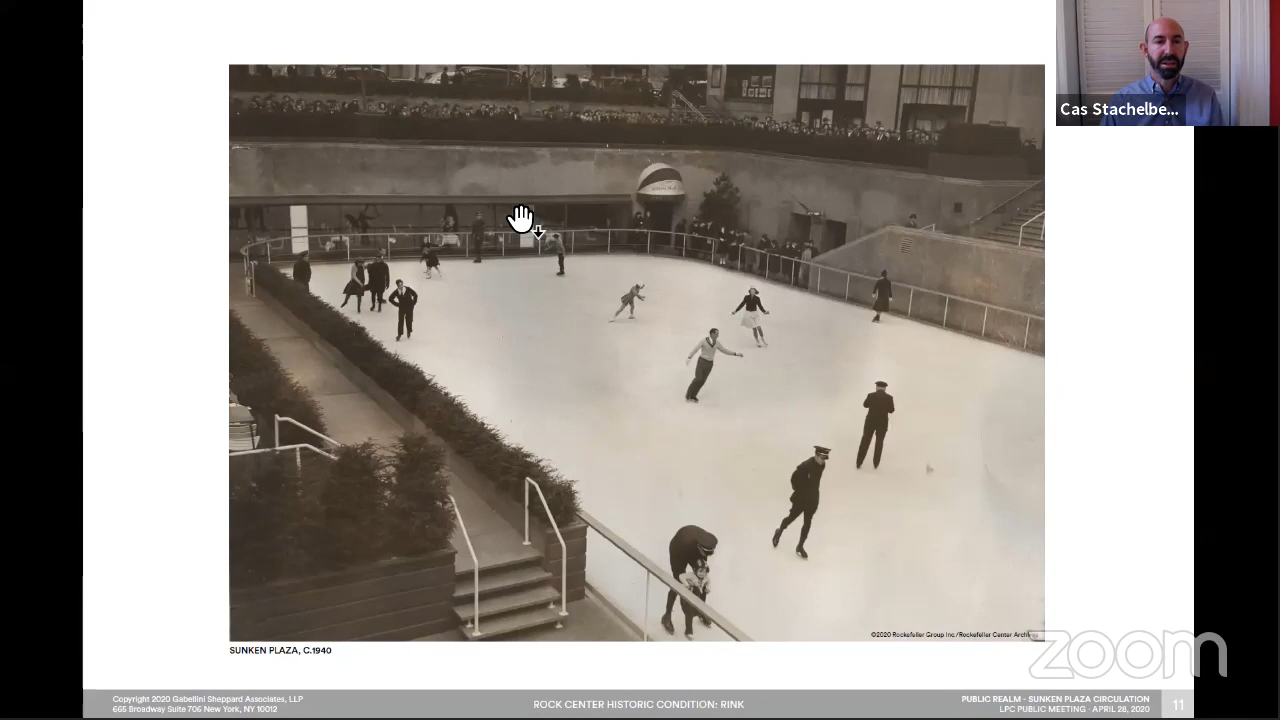 Cas Stachelbe...
©2020 Rockefeller Group Inc./Rockefeller Center Archives
SUNKEN PLAZA, C.1940
zoom
Copyright 2020 Gabellini Sheppard Associates, LLP
665 Broadway Suite 706 New York, NY 10012
ROCK CENTER HISTORIC CONDITION: RINK
PUBLIC REALM - SUNKEN PLAZA CIRCULATION
LPC PUBLIC MEETING - APRIL 28, 2020
11